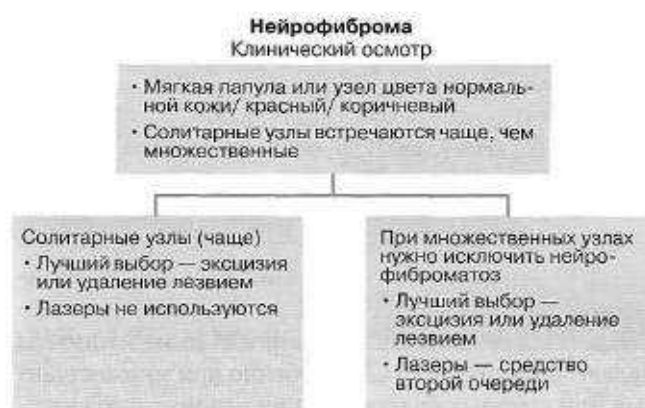 Нейрофиброма
Клинический осмотр
• Мягкая папула или узел цвета нормаль-
ной кожи/ красный/ коричневый
• Солитарные узлы встречаются чаще, чем
множественные
Солитарные узлы (чаще)
• Лучший выбор — эксцизия
или удаление лезвием
• Лазеры не используются
При множественных узлах
нужно исключить нейро-
фиброматоз
• Лучший выбор —
эксцизия или удаление
лезвием
• Лазеры — средство
второй очереди